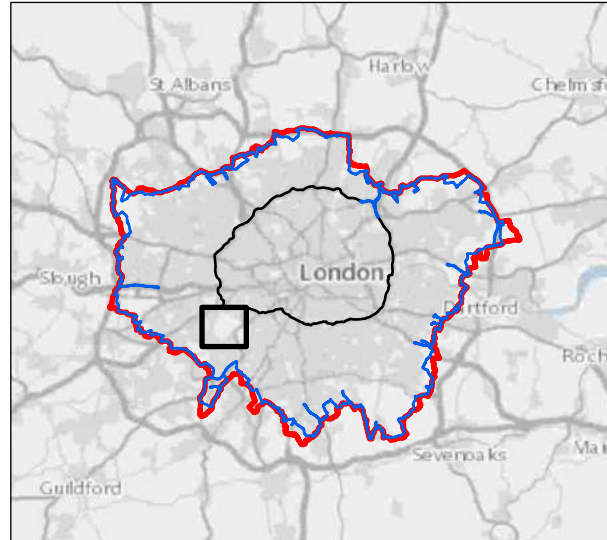 Harlow
St Albans
Chelmsf
Slough
London
Dartford
Roch
Sevenoaks
Mai
Guildford